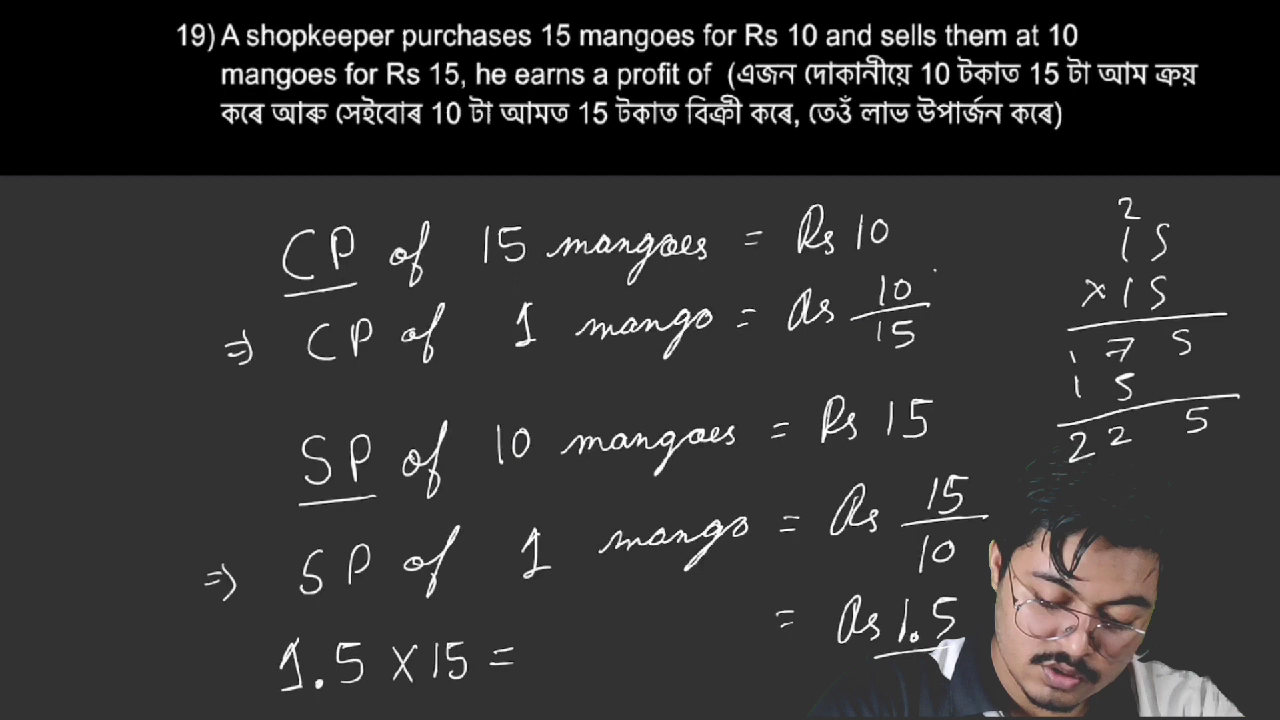 19) A shopkeeper purchases 15 mangoes for Rs 10 and sells them at 10
mangoes for Rs 15, he earns a profit of (এজন দোকানীয়ে 10 টকাত 15 টা আম ক্ৰয়
কৰে আৰু সেইবোৰ 10 টা আমত 15 টকাত বিক্ৰী কৰে, তেওঁ লাভ উপাৰ্জন কৰে)
CP of 15 mangoes = Rs 10
⇒ CP of 1 mango = Rs 10/15
SP of 10 mangoes = Rs 15
⇒ SP of 1 mango = Rs 15/10
= Rs 1.5
1.5 × 15 =
2
15
×15
175
15
225